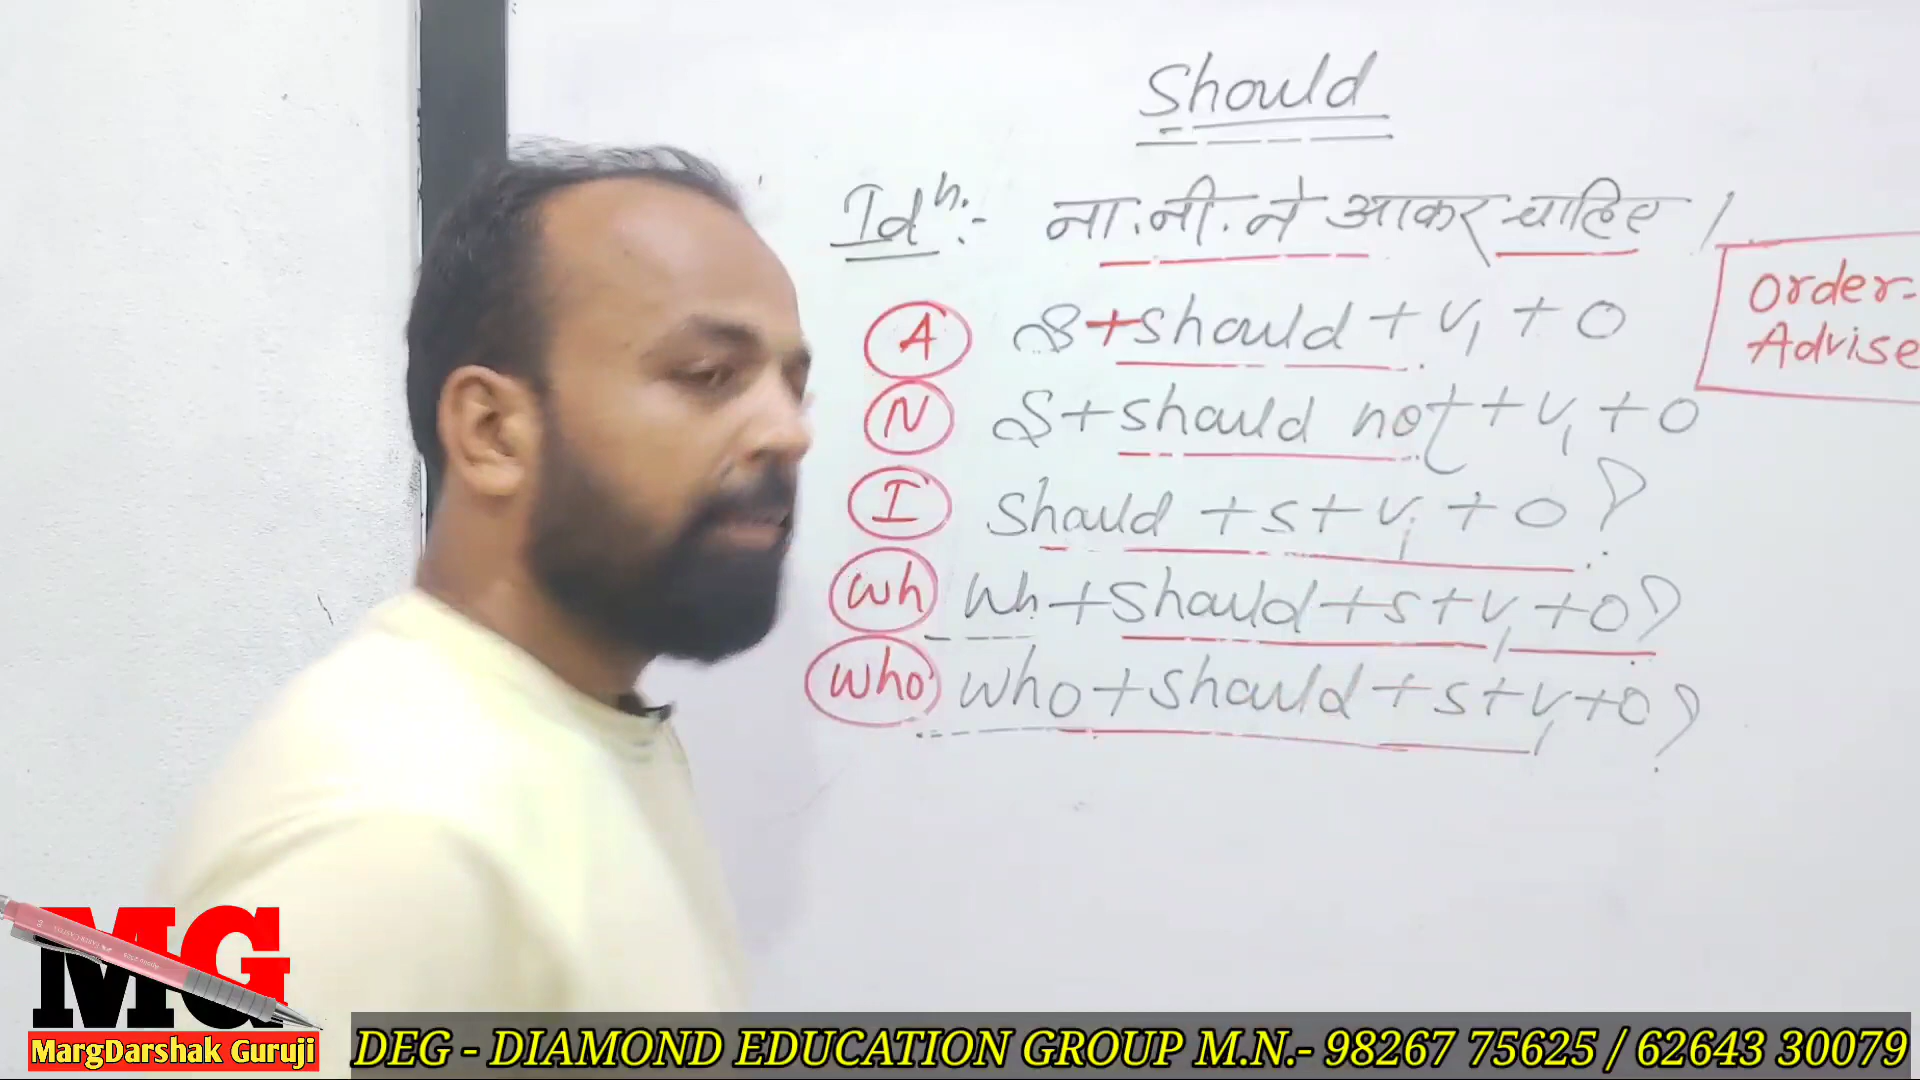 Should
Idⁿ.:- ना.नी.ने आकर चाहिए /
Order-
Advise
A S+should+V₁+O
N S+should not+V₁+O
I Should+S+V₁+O?
Wh Wh+Should+S+V₁+O?
Who Who+Should+S+V₁+O?
MG
MargDarshak Guruji
DEG - DIAMOND EDUCATION GROUP M.N.- 98267 75625 / 62643 30079